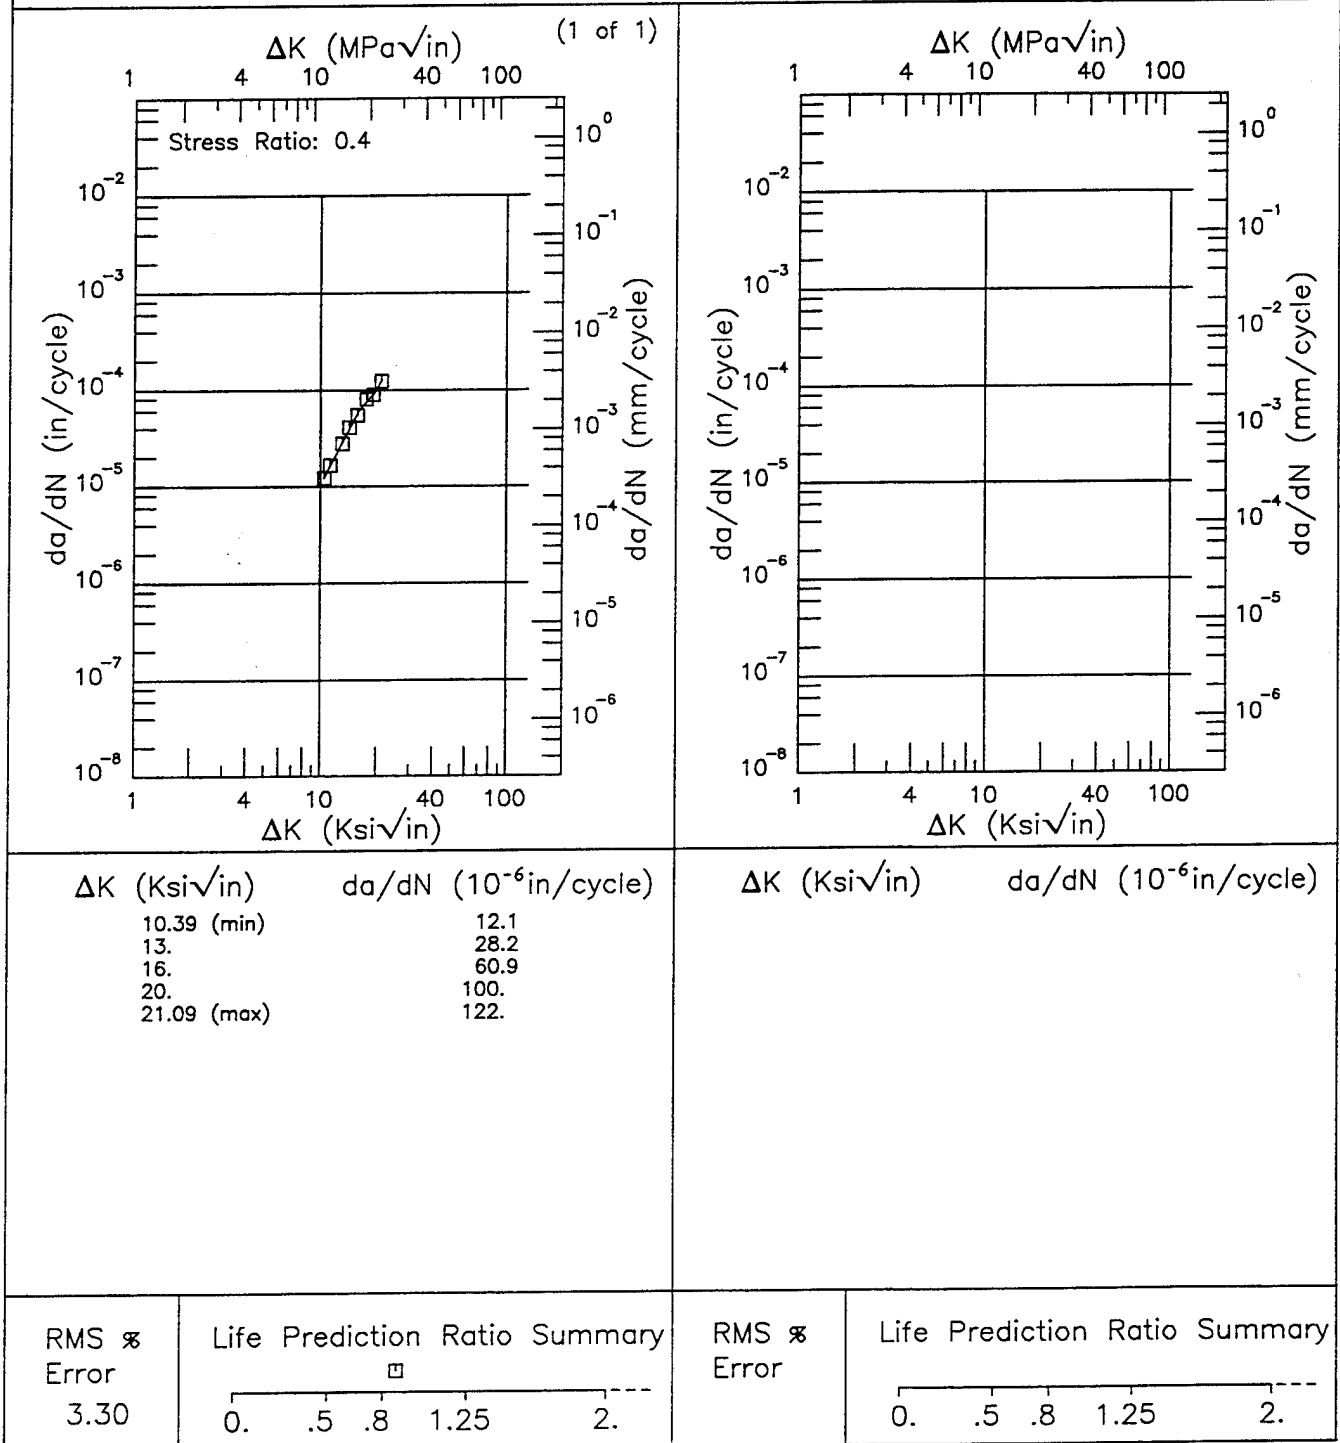 (1 of 1)
ΔK (MPa√in)
1 4 10 40 100
Stress Ratio: 0.4
10⁰
10⁻²
10⁻¹
10⁻³
10⁻²
10⁻⁴
10⁻³
10⁻⁵
10⁻⁴
10⁻⁶
10⁻⁵
10⁻⁷
10⁻⁶
10⁻⁸
da/dN (in/cycle)
da/dN (mm/cycle)
1 4 10 40 100
ΔK (Ksi√in)
ΔK (MPa√in)
1 4 10 40 100
10⁰
10⁻²
10⁻¹
10⁻³
10⁻²
10⁻⁴
10⁻³
10⁻⁵
10⁻⁴
10⁻⁶
10⁻⁵
10⁻⁷
10⁻⁶
10⁻⁸
da/dN (in/cycle)
da/dN (mm/cycle)
1 4 10 40 100
ΔK (Ksi√in)
ΔK (Ksi√in) da/dN (10⁻⁶in/cycle)
10.39 (min) 12.1
13. 28.2
16. 60.9
20. 100.
21.09 (max) 122.
ΔK (Ksi√in) da/dN (10⁻⁶in/cycle)
RMS %
Error
3.30
Life Prediction Ratio Summary
0. .5 .8 1.25 2.
RMS %
Error
Life Prediction Ratio Summary
0. .5 .8 1.25 2.